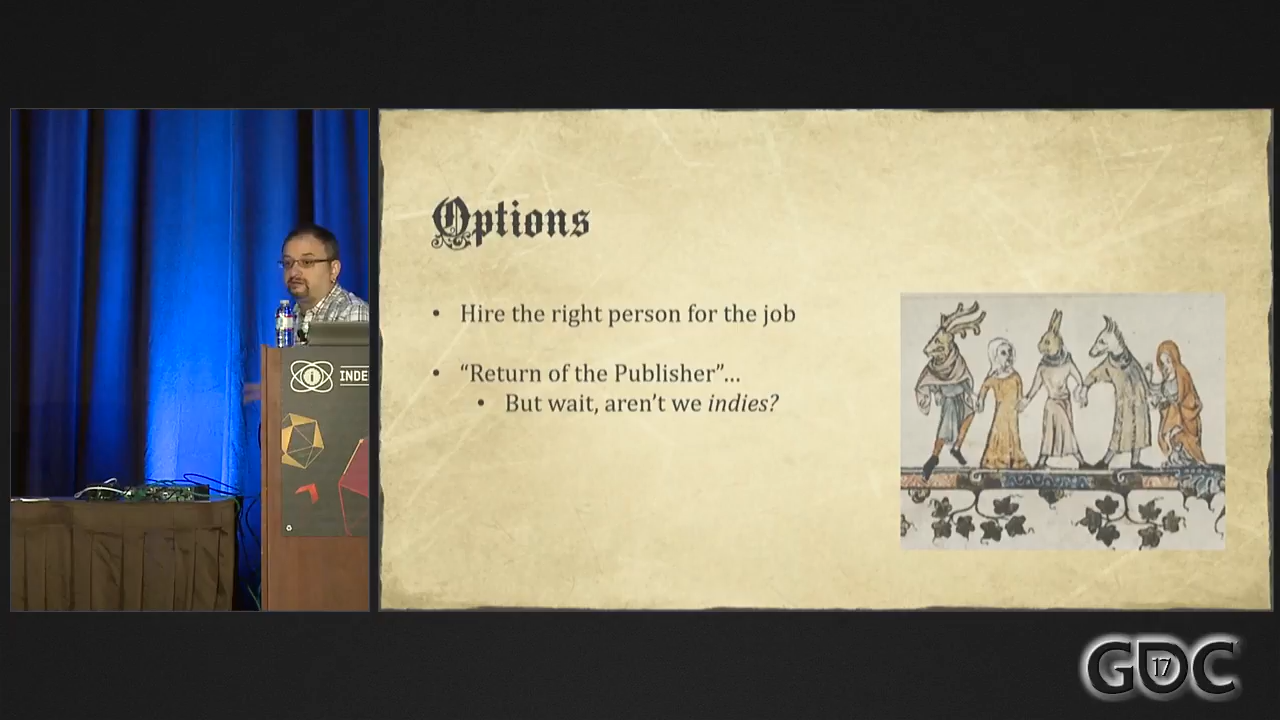 Options
• Hire the right person for the job
• “Return of the Publisher”...
• But wait, aren’t we indies?
i INDE
GDC
17